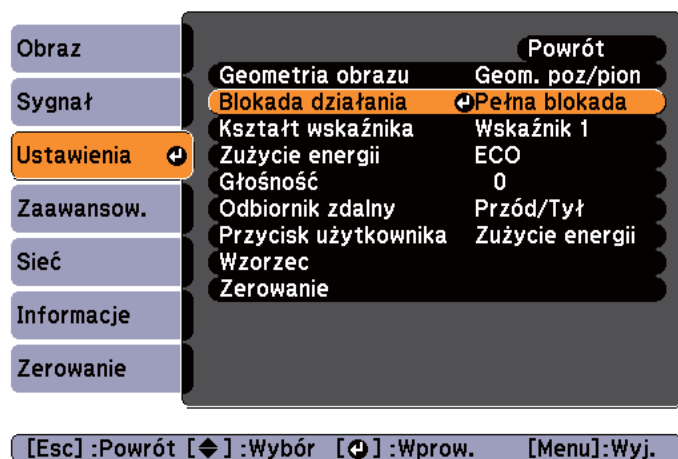 Obraz
Sygnał
Ustawienia
Zaawansow.
Sieć
Informacje
Zerowanie
Powrót
Geometria obrazu Geom. poz/pion
Blokada działania Pełna blokada
Kształt wskaźnika Wskaźnik 1
Zużycie energii ECO
Głośność 0
Odbiornik zdalny Przód/Tył
Przycisk użytkownika Zużycie energii
Wzorzec
Zerowanie
[Esc] :Powrót [◆] :Wybór [⏎] :Wprow. [Menu]:Wyj.